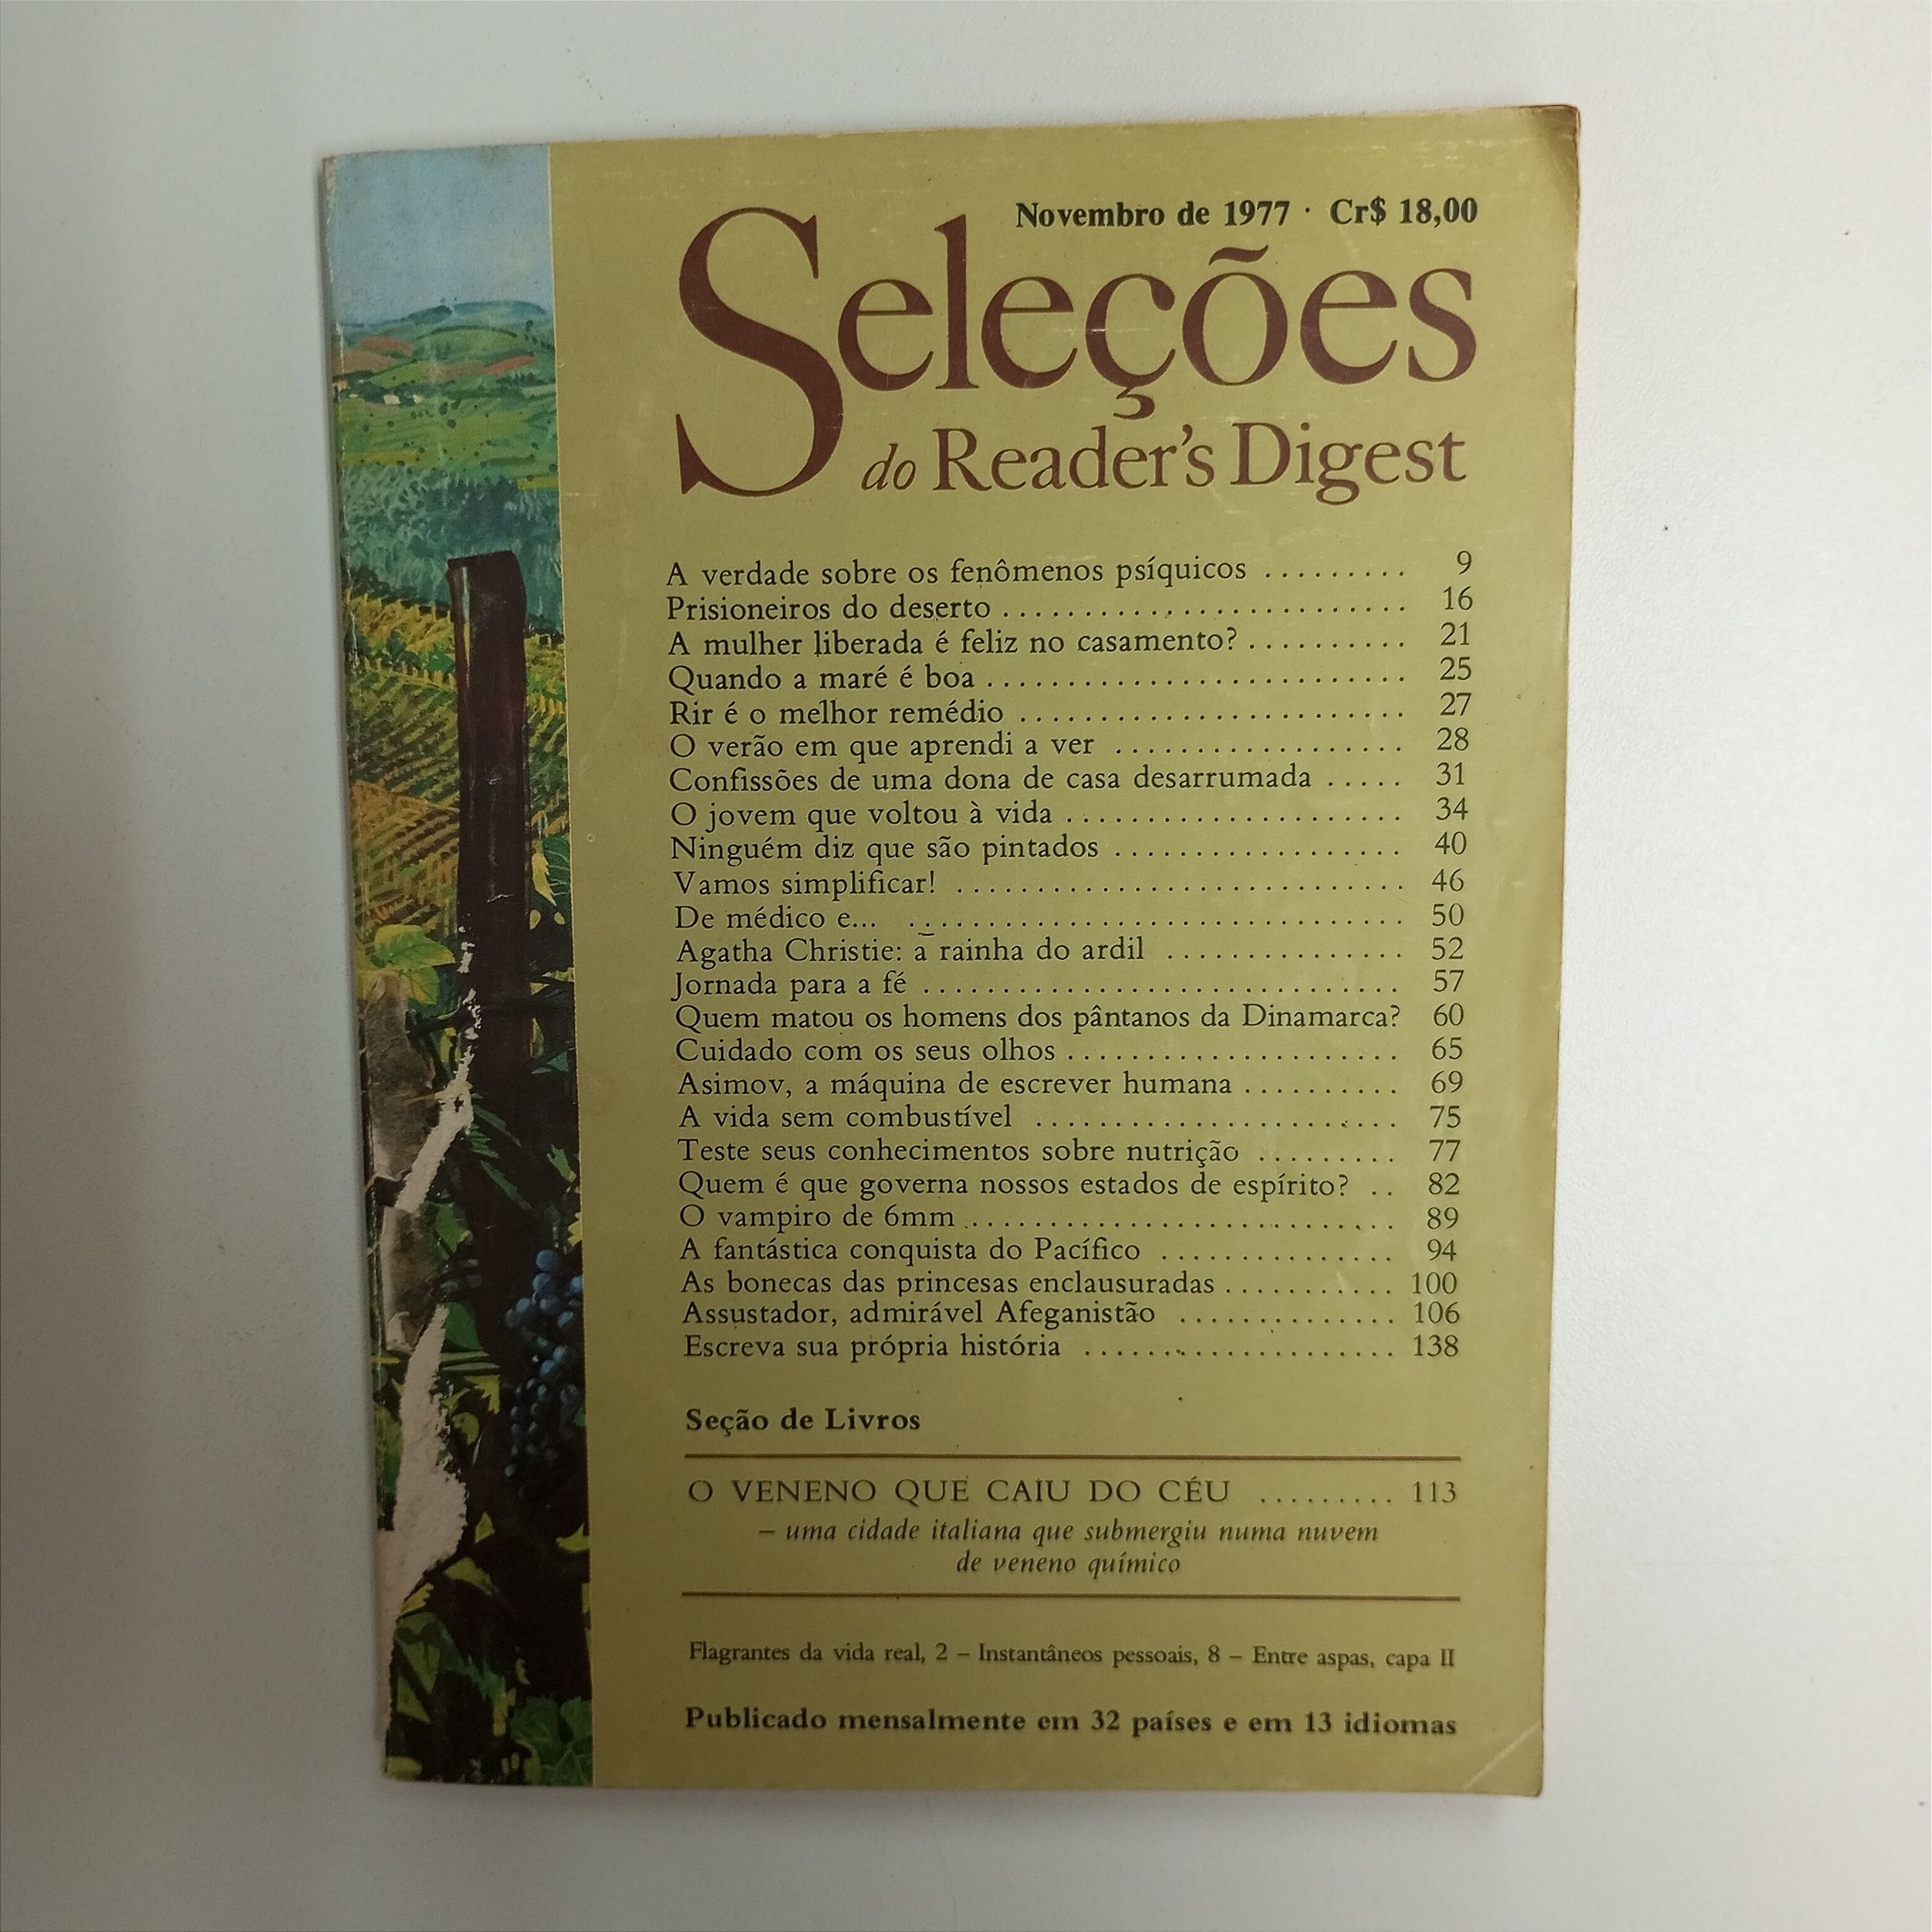 Novembro de 1977 · Cr$ 18,00
Seleções
do Reader's Digest
A verdade sobre os fenômenos psíquicos ......... 9
Prisioneiros do deserto .......................... 16
A mulher liberada é feliz no casamento? .......... 21
Quando a maré é boa ........................... 25
Rir é o melhor remédio ........................ 27
O verão em que aprendi a ver .................. 28
Confissões de uma dona de casa desarrumada ..... 31
O jovem que voltou à vida ...................... 34
Ninguém diz que são pintados .................. 40
Vamos simplificar! ............................. 46
De médico e... ................................ 50
Agatha Christie: a rainha do ardil ............... 52
Jornada para a fé .............................. 57
Quem matou os homens dos pântanos da Dinamarca? 60
Cuidado com os seus olhos ..................... 65
Asimov, a máquina de escrever humana .......... 69
A vida sem combustível ....................... 75
Teste seus conhecimentos sobre nutrição ......... 77
Quem é que governa nossos estados de espírito? .. 82
O vampiro de 6mm ........................... 89
A fantástica conquista do Pacífico ............... 94
As bonecas das princesas enclausuradas ........... 100
Assustador, admirável Afeganistão .............. 106
Escreva sua própria história .................... 138
Seção de Livros
O VENENO QUE CAIU DO CÉU ......... 113
– uma cidade italiana que submergiu numa nuvem
de veneno químico
Flagrantes da vida real, 2 – Instantâneos pessoais, 8 – Entre aspas, capa II
Publicado mensalmente em 32 países e em 13 idiomas